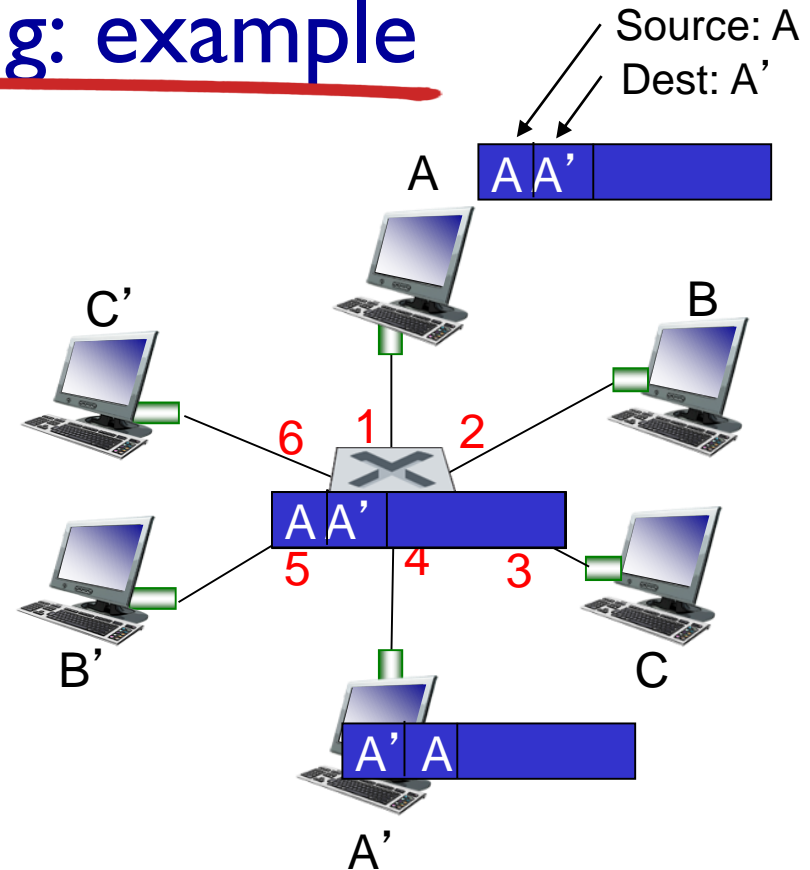 g: example
Source: A
Dest: A’
A
A A’
C’
B
6 1 2
A A’
5 4 3
B’
C
A’ A
A’